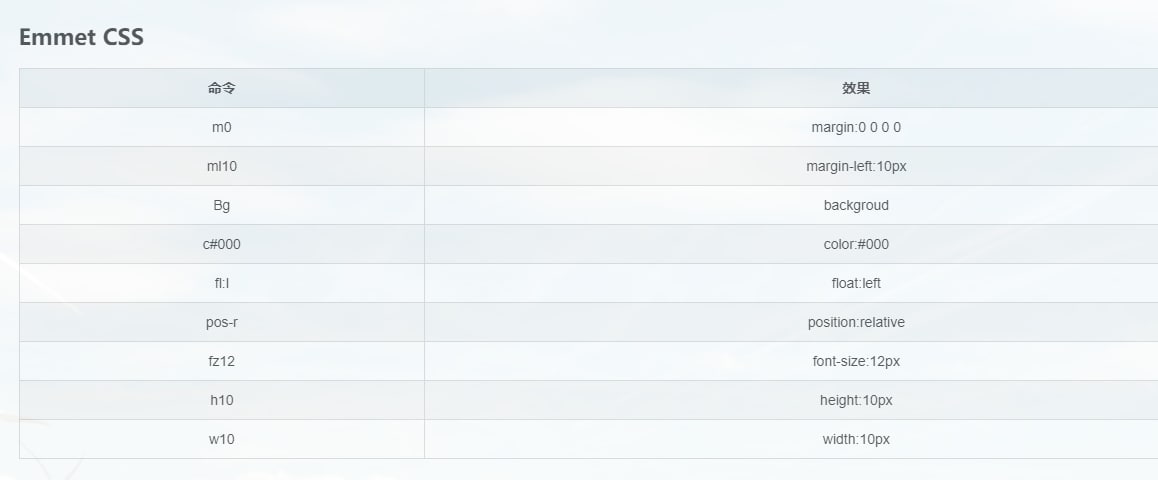 Emmet CSS
命令 效果
m0 margin:0 0 0 0
ml10 margin-left:10px
Bg backgroud
c#000 color:#000
fl:l float:left
pos-r position:relative
fz12 font-size:12px
h10 height:10px
w10 width:10px